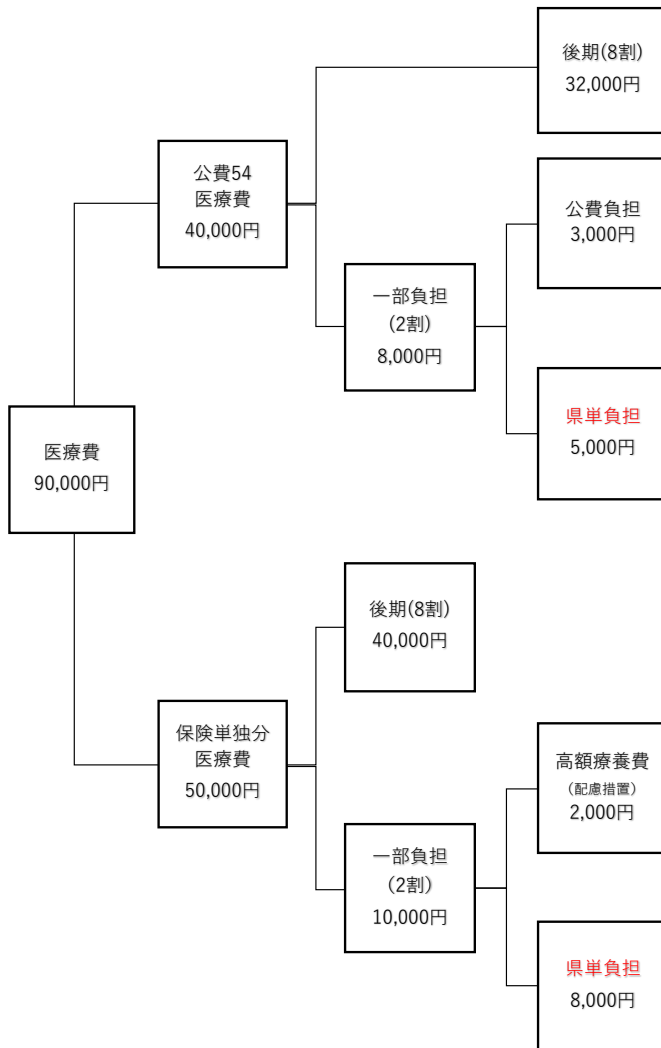 後期(8割)
32,000円
公費54
医療費
40,000円
公費負担
3,000円
一部負担
(2割)
8,000円
県単負担
5,000円
医療費
90,000円
後期(8割)
40,000円
保険単独分
医療費
50,000円
高額療養費
（配慮措置）
2,000円
一部負担
（2割）
10,000円
県単負担
8,000円